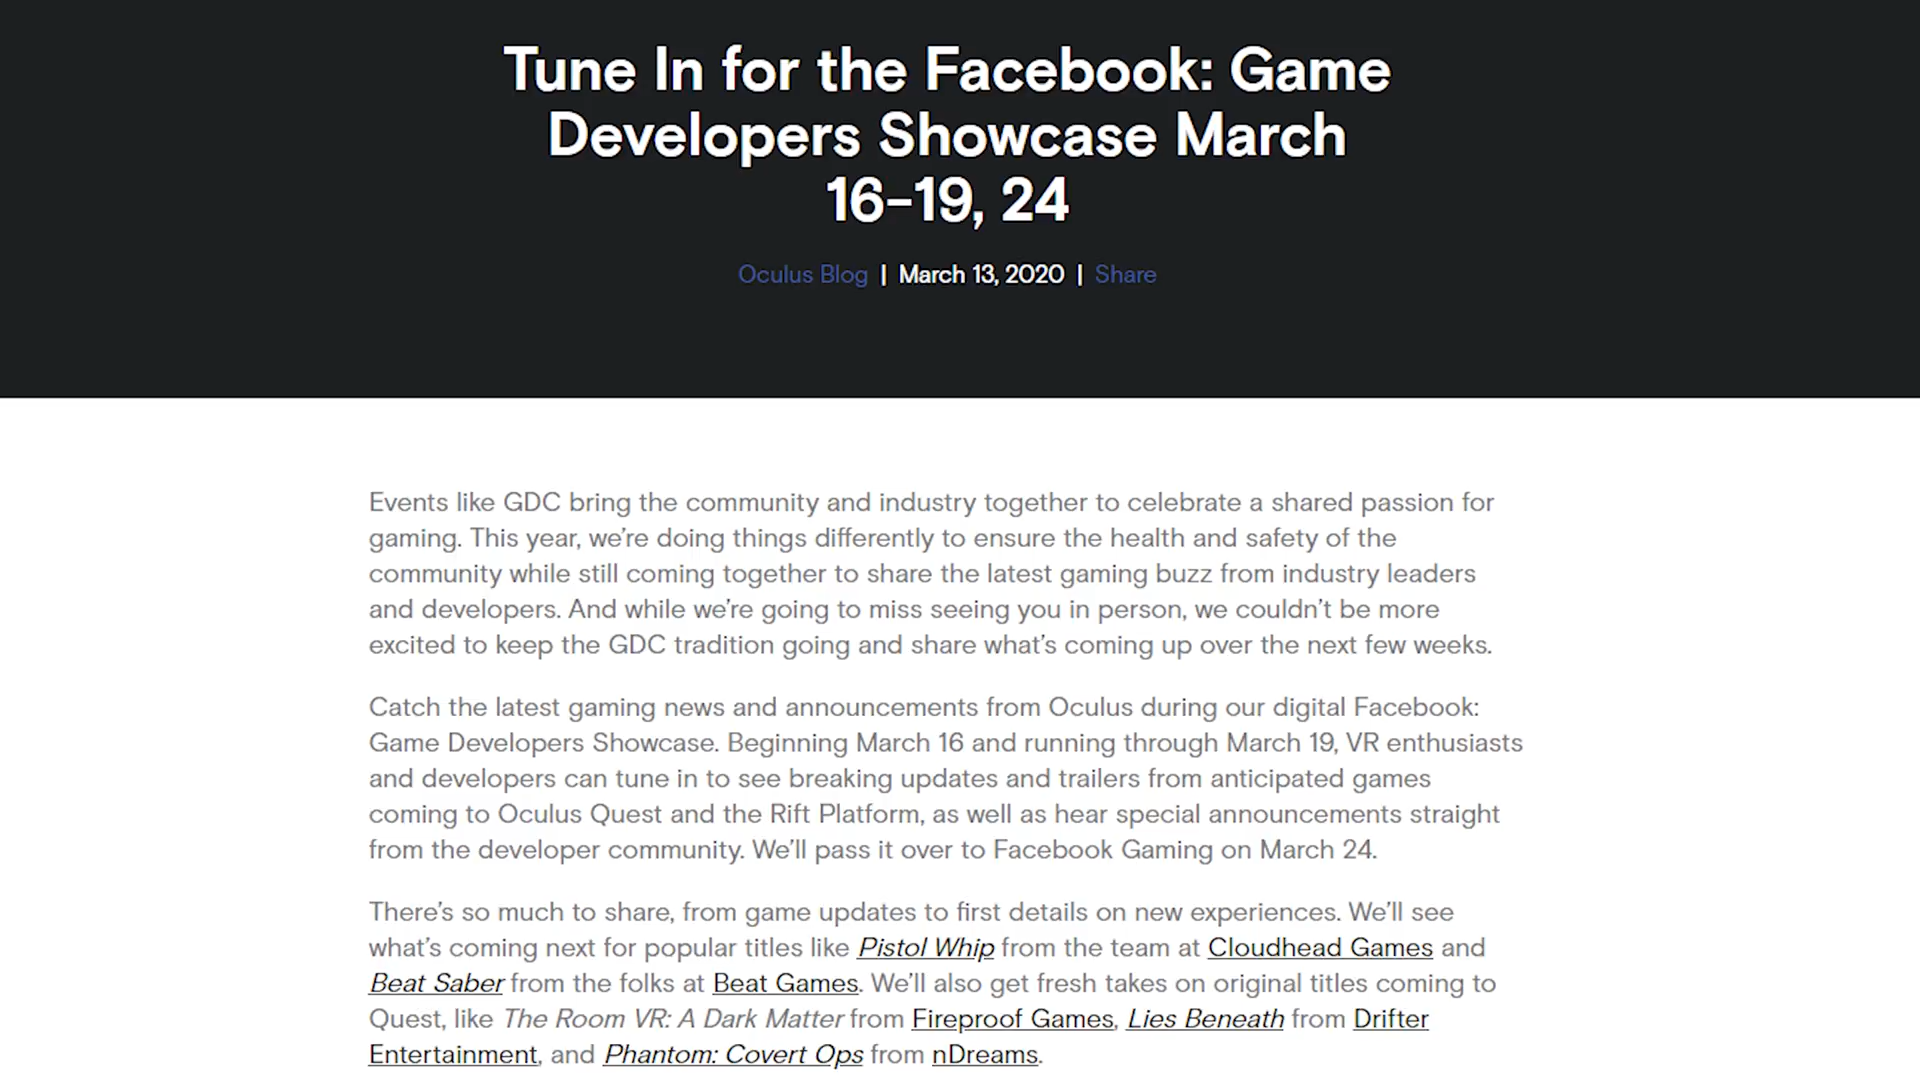 Tune In for the Facebook: Game
Developers Showcase March
16–19, 24
Oculus Blog | March 13, 2020 | Share
Events like GDC bring the community and industry together to celebrate a shared passion for
gaming. This year, we’re doing things differently to ensure the health and safety of the
community while still coming together to share the latest gaming buzz from industry leaders
and developers. And while we’re going to miss seeing you in person, we couldn’t be more
excited to keep the GDC tradition going and share what’s coming up over the next few weeks.
Catch the latest gaming news and announcements from Oculus during our digital Facebook:
Game Developers Showcase. Beginning March 16 and running through March 19, VR enthusiasts
and developers can tune in to see breaking updates and trailers from anticipated games
coming to Oculus Quest and the Rift Platform, as well as hear special announcements straight
from the developer community. We’ll pass it over to Facebook Gaming on March 24.
There’s so much to share, from game updates to first details on new experiences. We’ll see
what’s coming next for popular titles like Pistol Whip from the team at Cloudhead Games and
Beat Saber from the folks at Beat Games. We’ll also get fresh takes on original titles coming to
Quest, like The Room VR: A Dark Matter from Fireproof Games, Lies Beneath from Drifter
Entertainment, and Phantom: Covert Ops from nDreams.